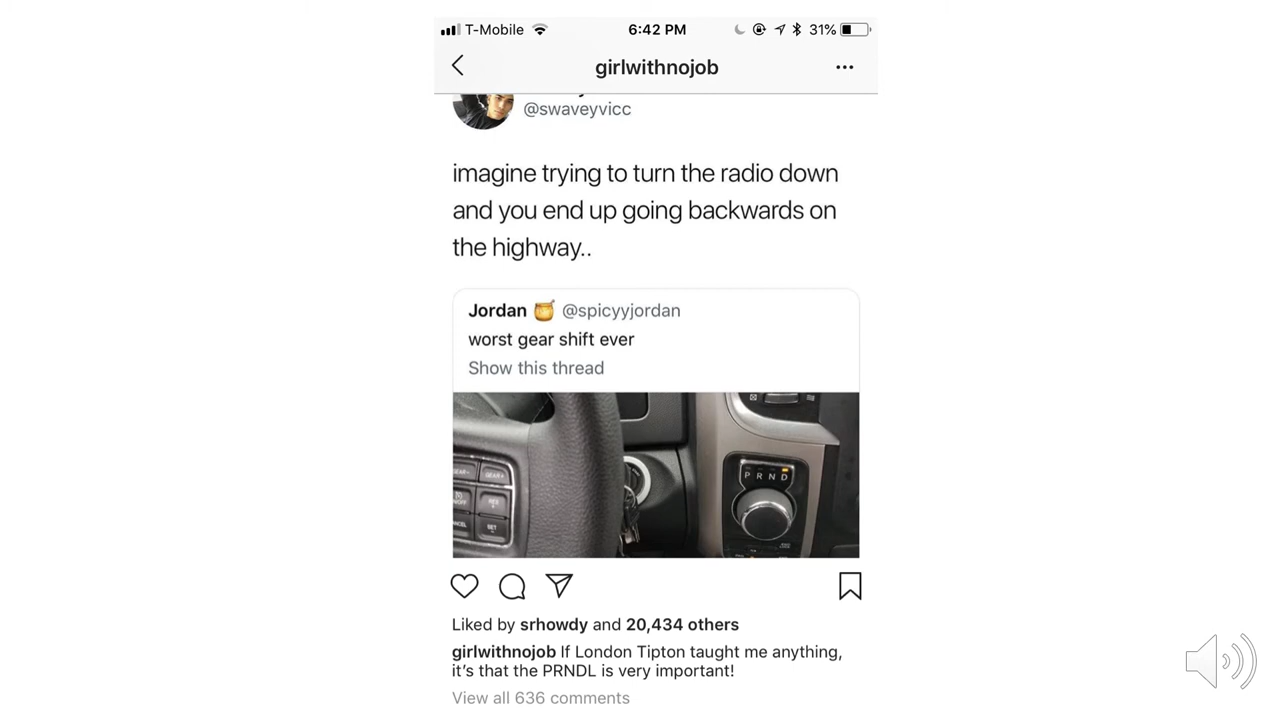 T-Mobile 6:42 PM 31%
girlwithnojob
@swaveyvicc
imagine trying to turn the radio down
and you end up going backwards on
the highway..
Jordan 🍯 @spicyyjordan
worst gear shift ever
Show this thread
GEAR- GEAR+
P R N D
Liked by srhowdy and 20,434 others
girlwithnojob If London Tipton taught me anything,
it's that the PRNDL is very important!
View all 636 comments